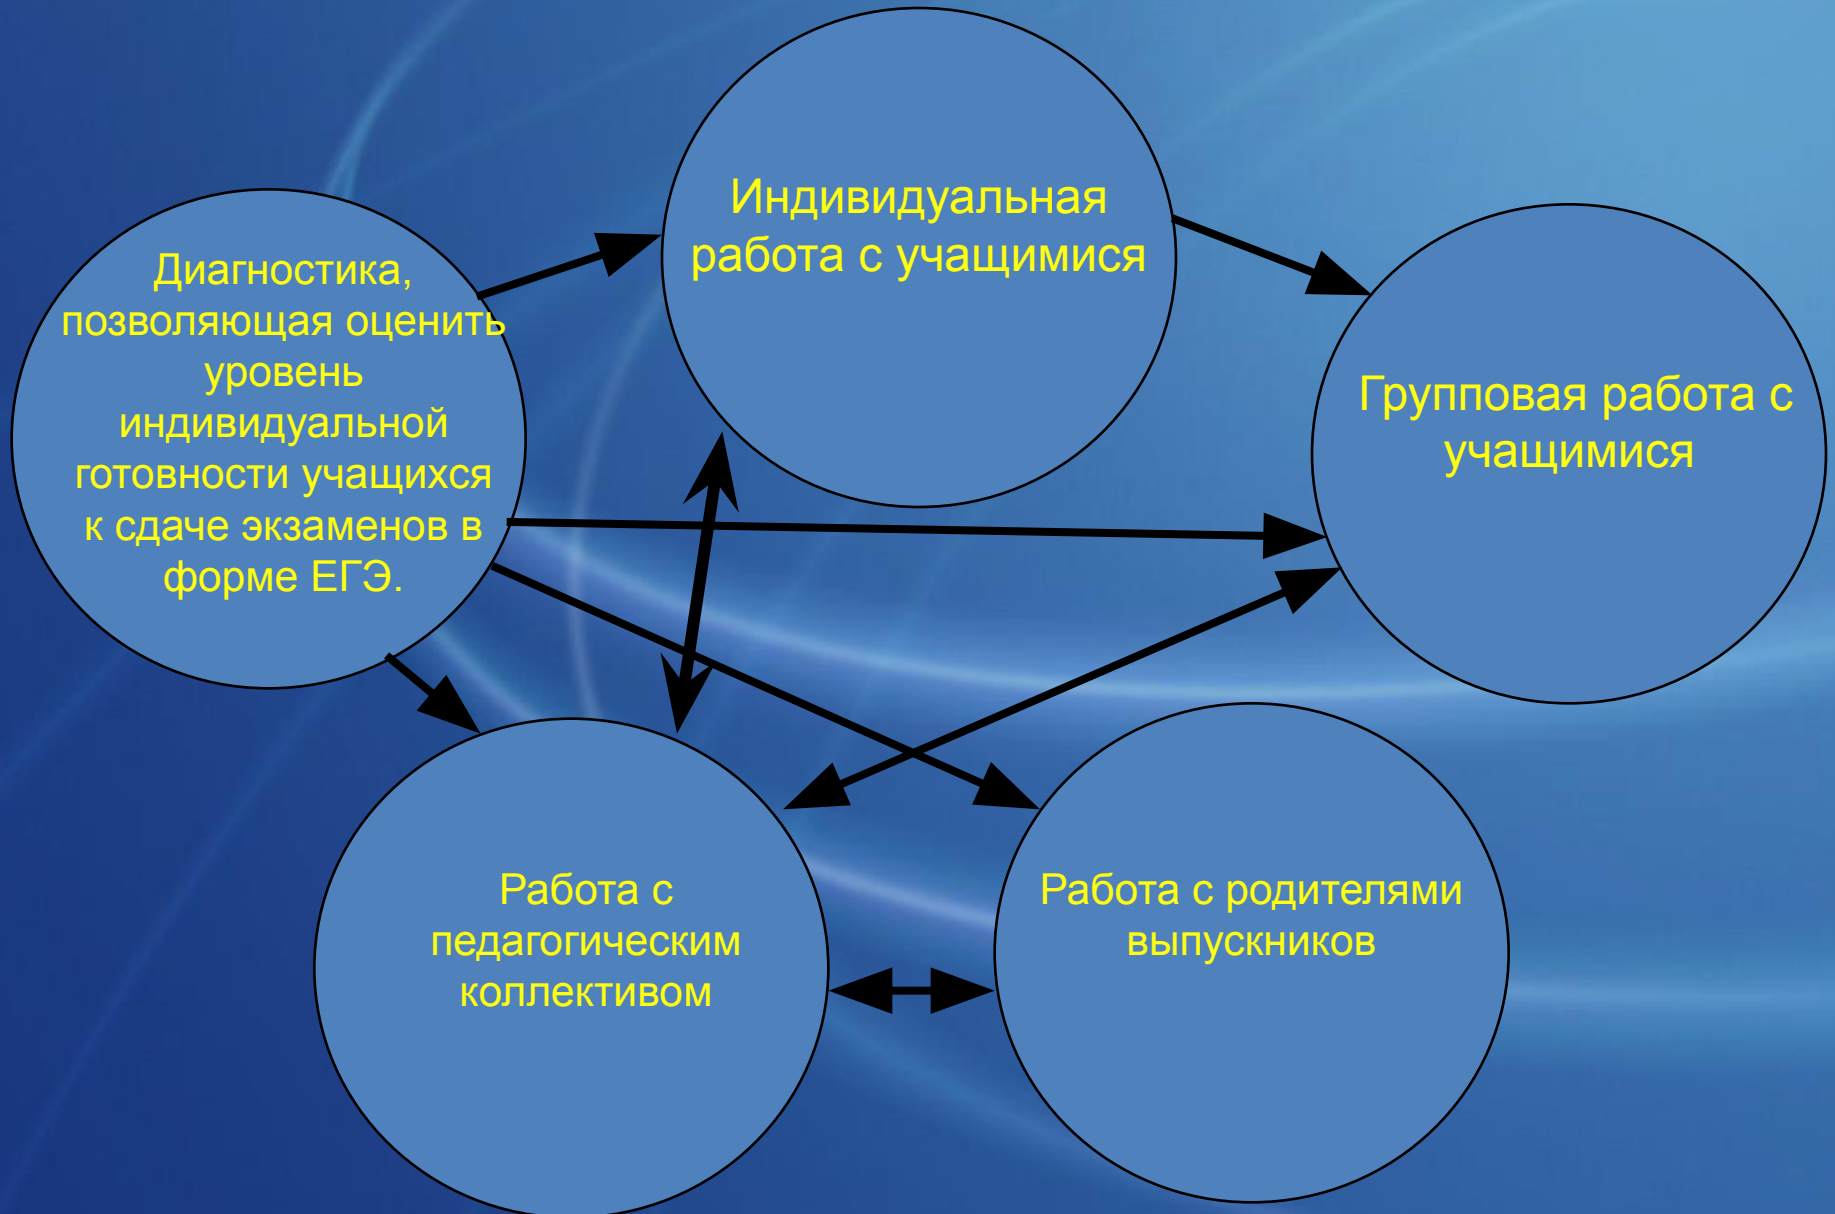 Индивидуальная
работа с учащимися
Диагностика,
позволяющая оценить
уровень
индивидуальной
готовности учащихся
к сдаче экзаменов в
форме ЕГЭ.
Групповая работа с
учащимися
Работа с
педагогическим
коллективом
Работа с родителями
выпускников